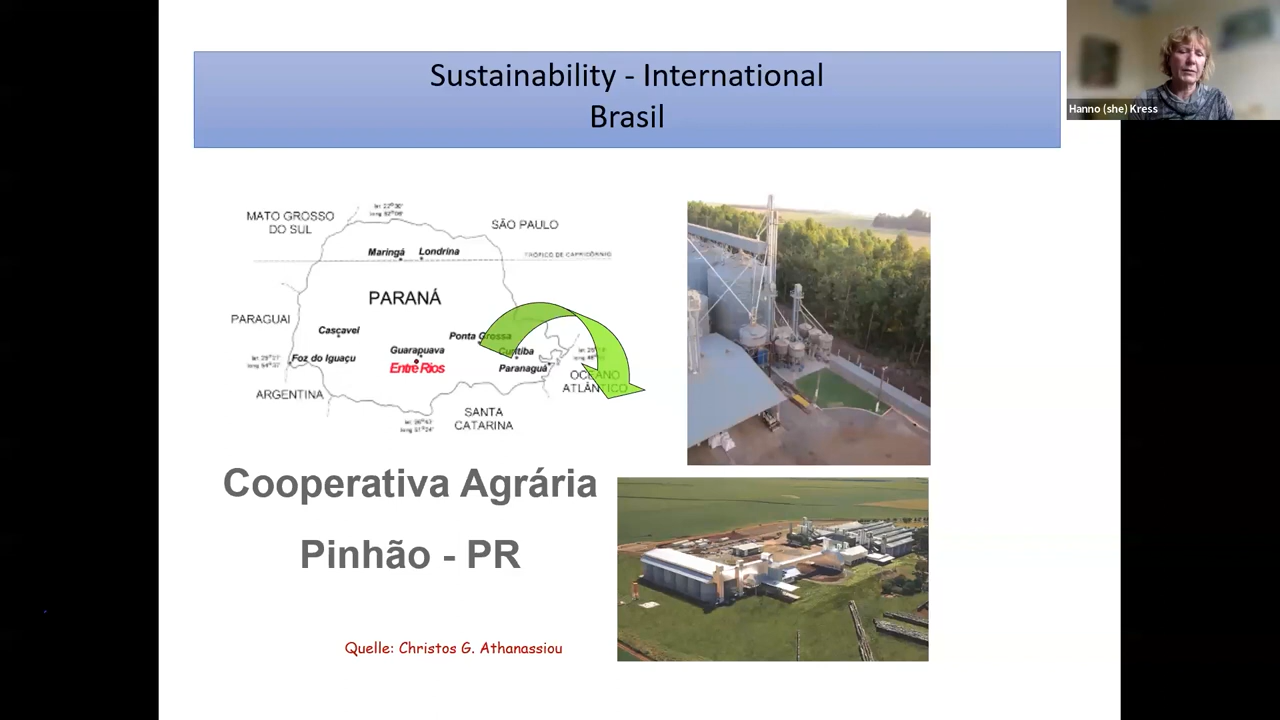 Sustainability - International
Brasil
Hanno (she) Kress
MATO GROSSO
DO SUL
SÃO PAULO
Maringá
Londrina
TRÓPICO DE CAPRICÓRNIO
PARANÁ
PARAGUAI
Cascavel
Ponta Grossa
Guarapuava
Curitiba
Foz do Iguaçu
Entre Rios
Paranaguá
OCEANO
ATLÂNTICO
ARGENTINA
SANTA
CATARINA
Cooperativa Agrária
Pinhão - PR
Quelle: Christos G. Athanassiou